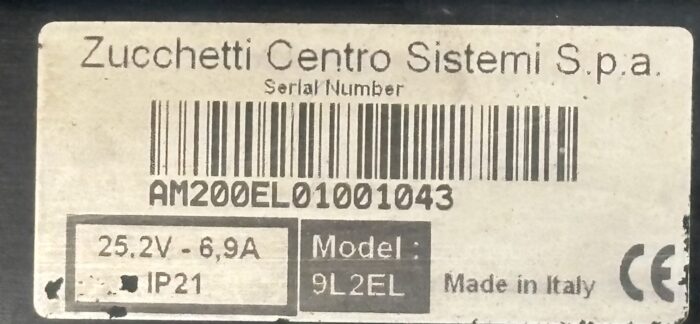 Zucchetti Centro Sistemi S.p.a.
Serial Number
AM200EL01001043
25,2V - 6,9A
IP21
Model :
9L2EL
Made in Italy
CE